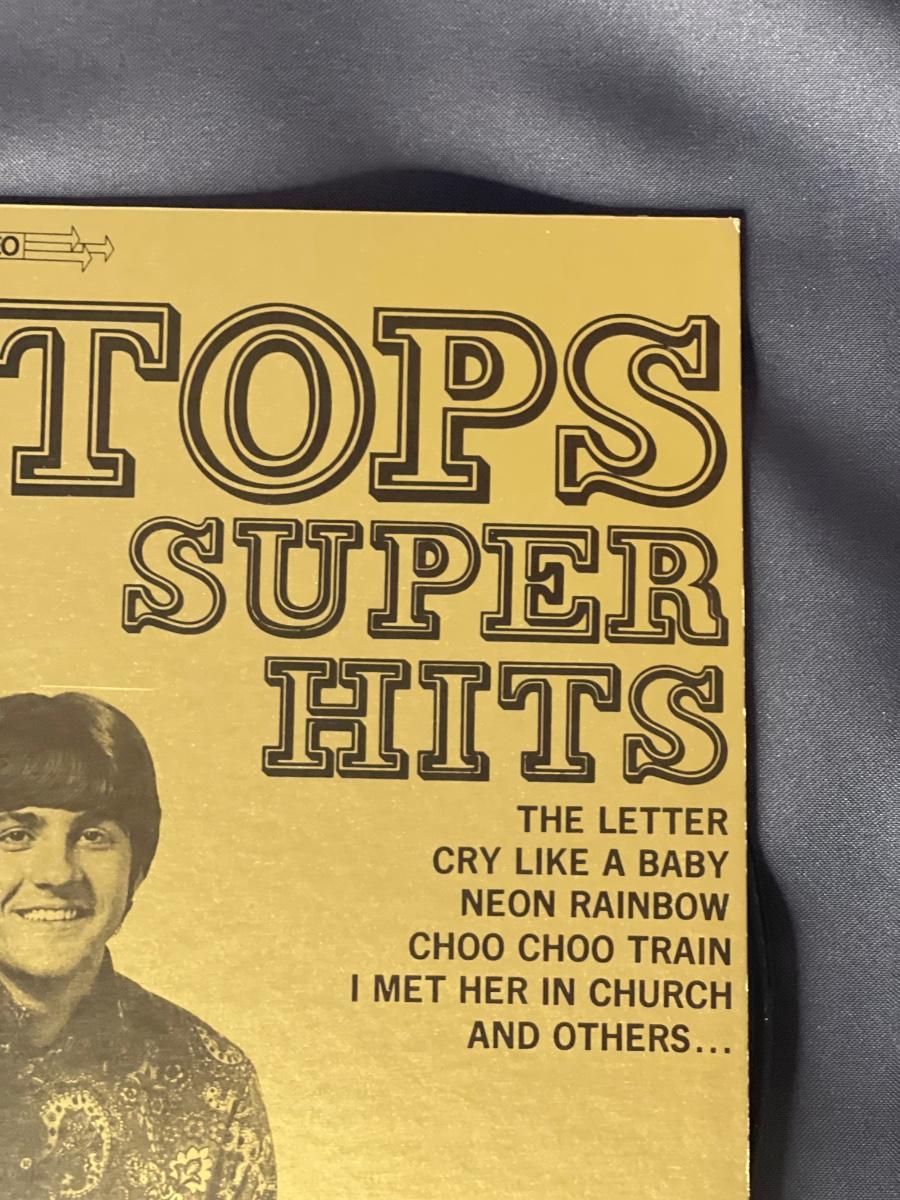 EO
TOPS
SUPER
HITS
THE LETTER
CRY LIKE A BABY
NEON RAINBOW
CHOO CHOO TRAIN
I MET HER IN CHURCH
AND OTHERS...